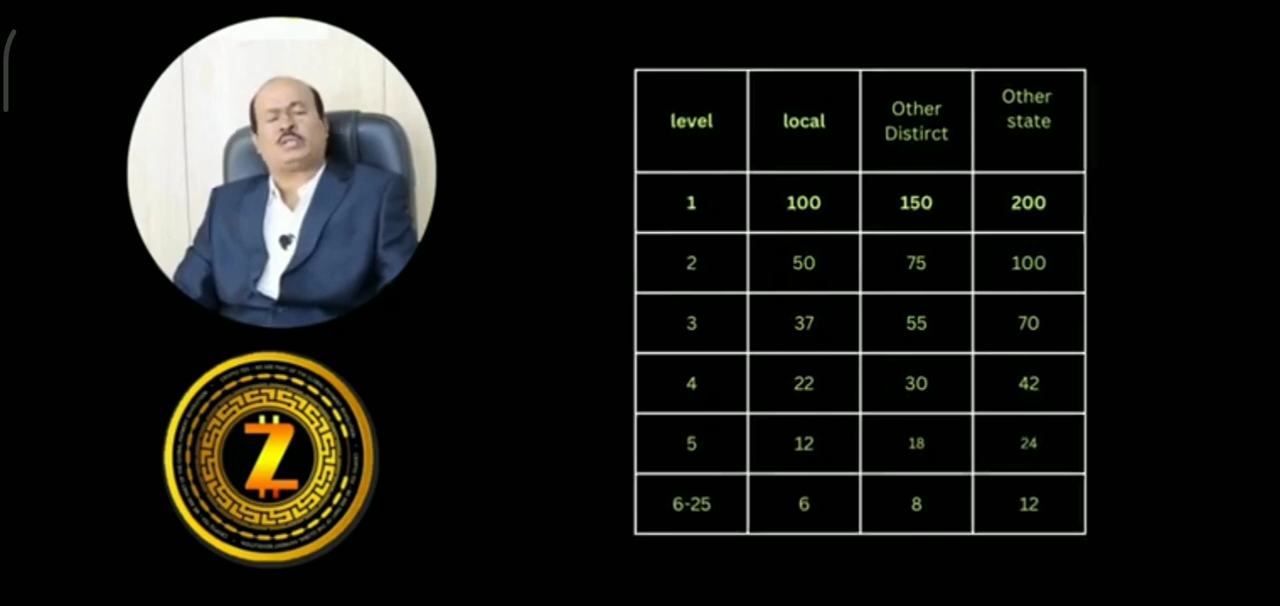 level local Other Distirct Other state
1 100 150 200
2 50 75 100
3 37 55 70
4 22 30 42
5 12 18 24
6-25 6 8 12
Z